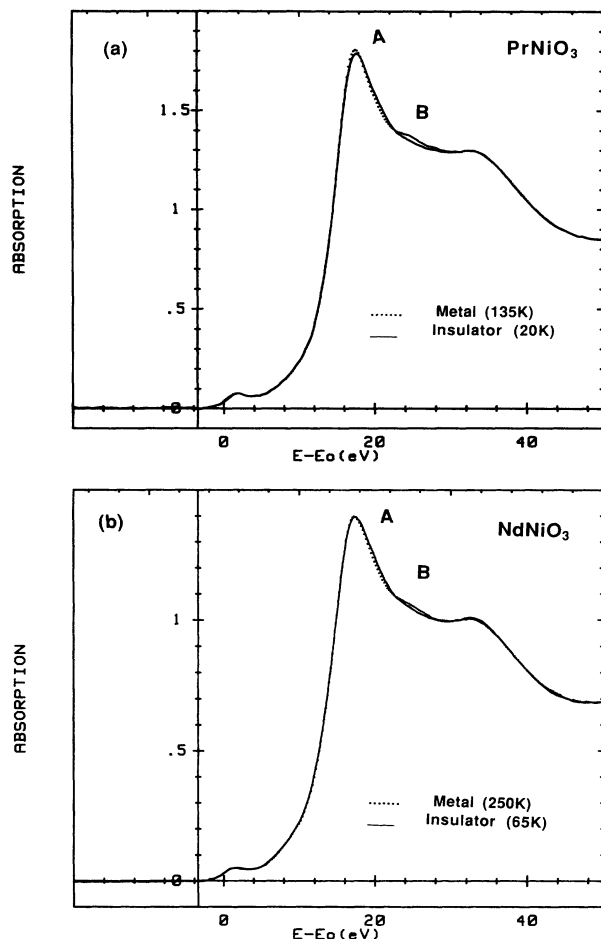 (a)
A
PrNiO₃
B
1.5
1
.5
0
ABSORPTION
Metal (135K)
Insulator (20K)
0 20 40
E-Eo(eV)
(b)
A
NdNiO₃
B
1
.5
0
ABSORPTION
Metal (250K)
Insulator (65K)
0 20 40
E-Eo(eV)